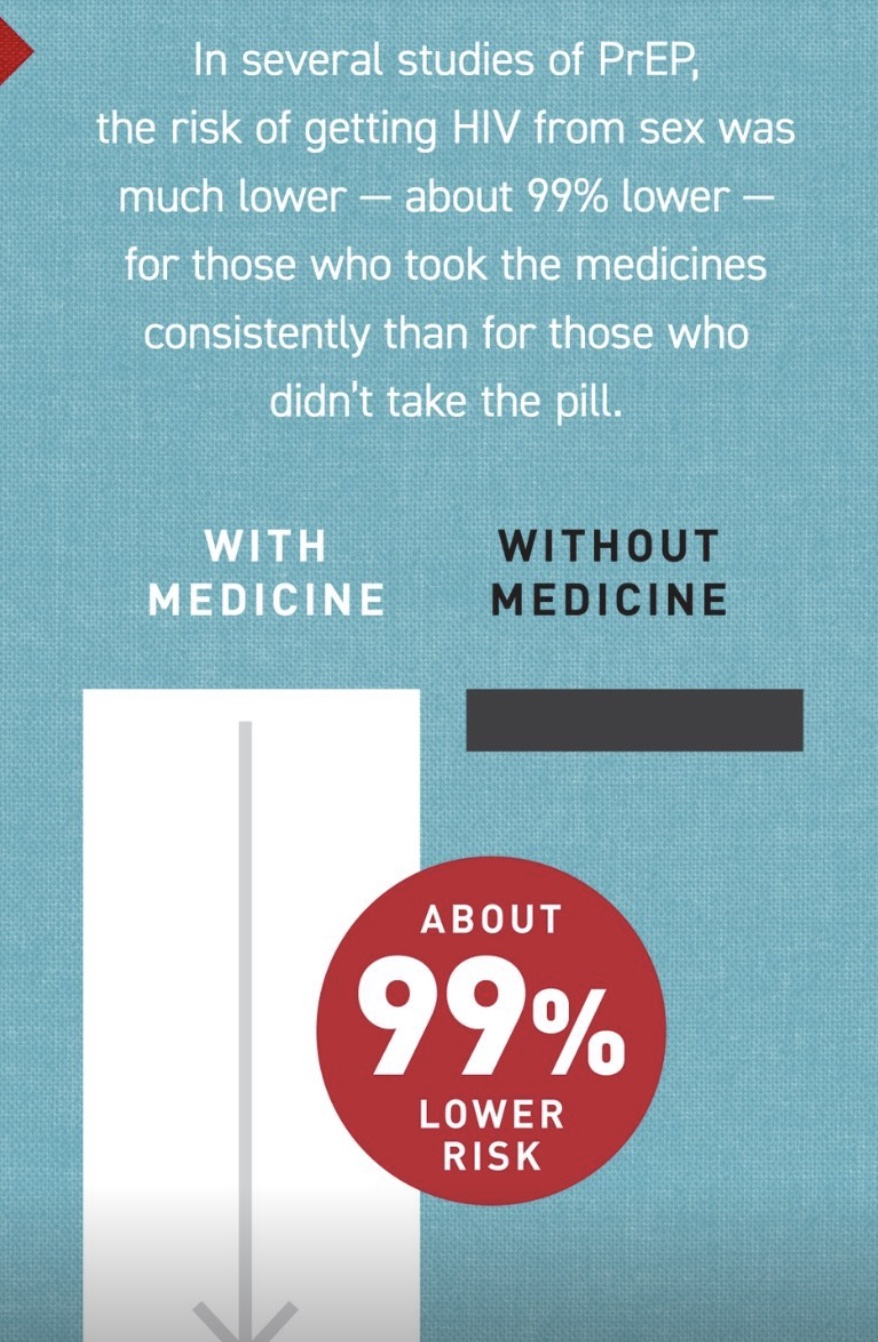 In several studies of PrEP,
the risk of getting HIV from sex was
much lower — about 99% lower —
for those who took the medicines
consistently than for those who
didn't take the pill.
WITH
MEDICINE
WITHOUT
MEDICINE
ABOUT
99%
LOWER
RISK